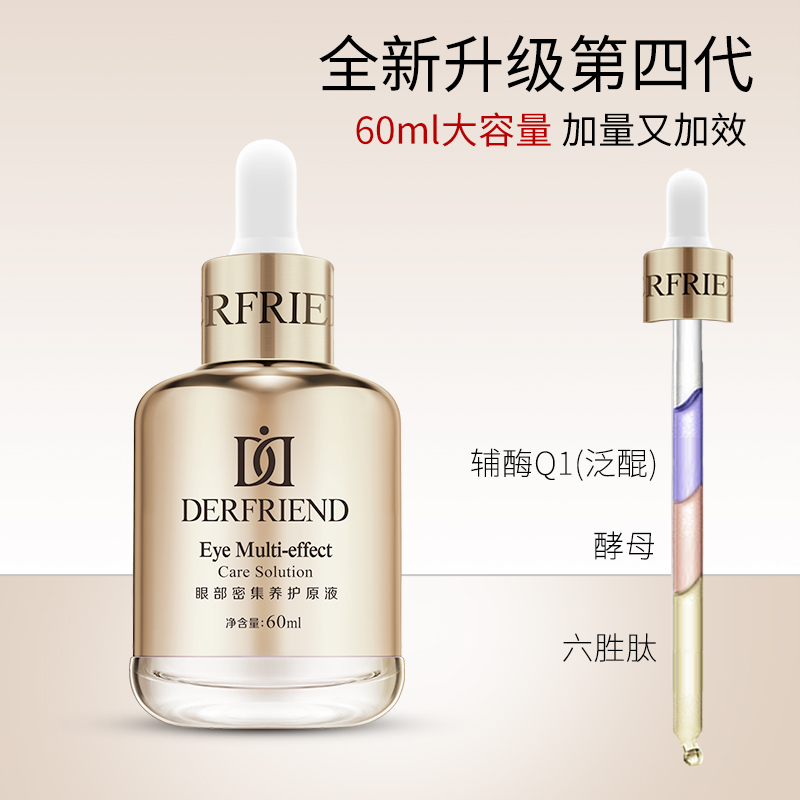 全新升级第四代
60ml大容量 加量又加效
RFRIE
RFRIE
DERFRIEND
Eye Multi-effect
Care Solution
眼部密集养护原液
净含量:60ml
辅酶Q1(泛醌)
酵母
六胜肽